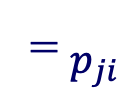 = p_{ji}